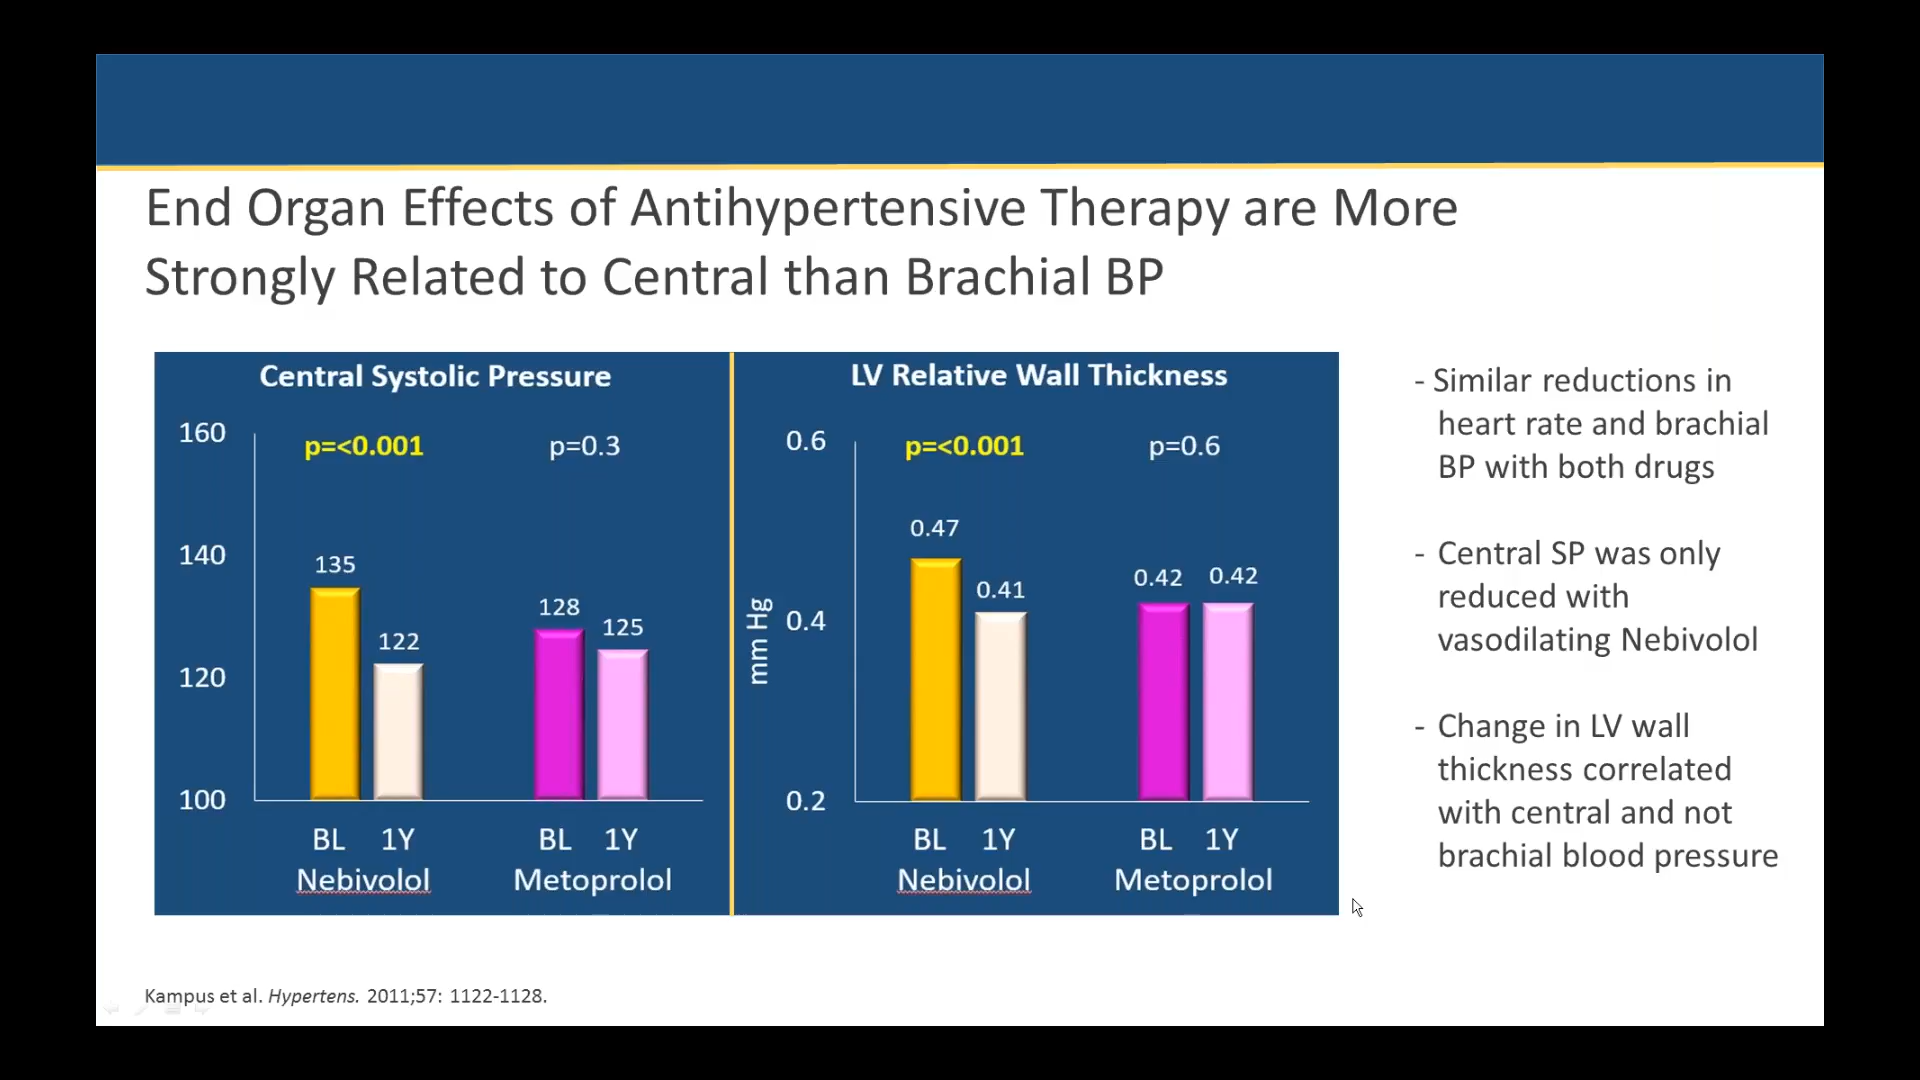 End Organ Effects of Antihypertensive Therapy are More
Strongly Related to Central than Brachial BP
Central Systolic Pressure
160
140
120
100
p=<0.001
p=0.3
135
122
128
125
BL 1Y
BL 1Y
Nebivolol
Metoprolol
LV Relative Wall Thickness
mm Hg
0.6
0.4
0.2
p=<0.001
p=0.6
0.47
0.41
0.42
0.42
BL 1Y
BL 1Y
Nebivolol
Metoprolol
- Similar reductions in
heart rate and brachial
BP with both drugs
- Central SP was only
reduced with
vasodilating Nebivolol
- Change in LV wall
thickness correlated
with central and not
brachial blood pressure
Kampus et al. Hypertens. 2011;57: 1122-1128.